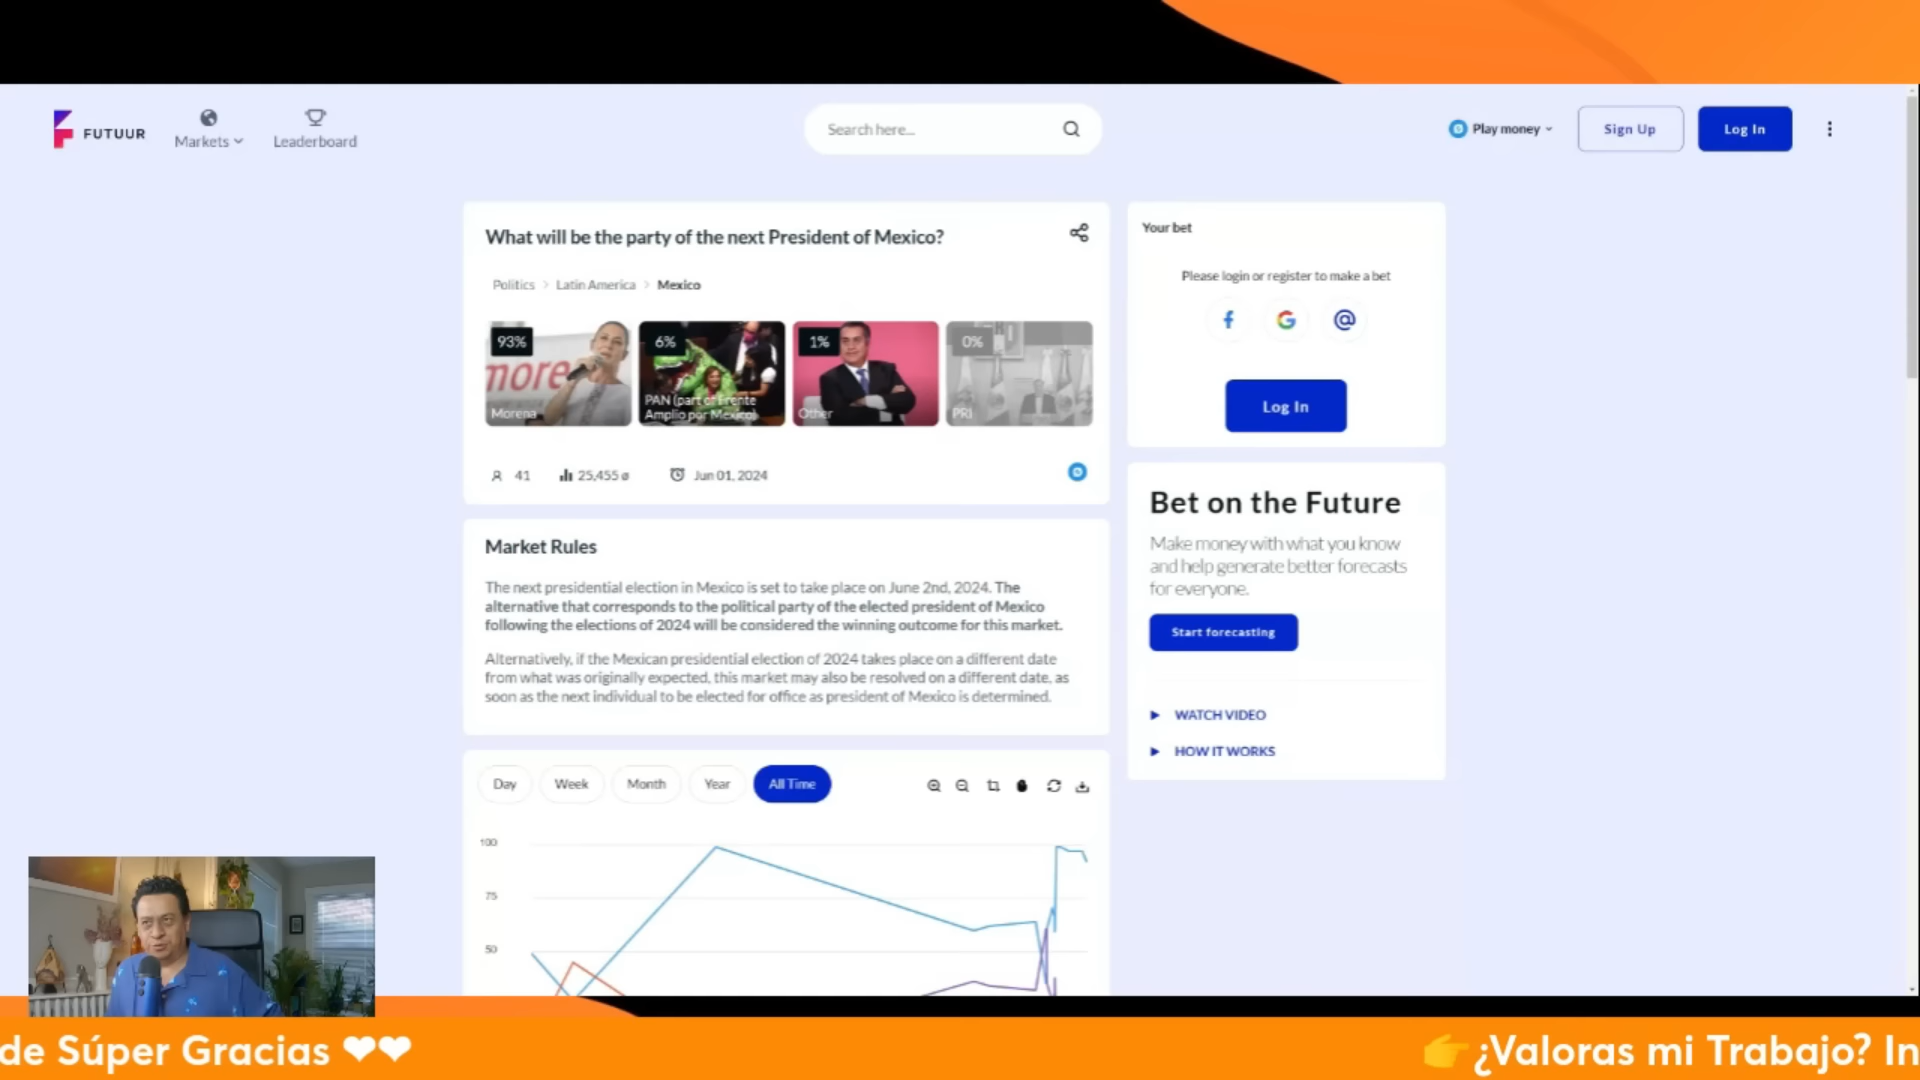 FUTUUR
Markets
Leaderboard
Search here...
Play money
Sign Up
Log In
What will be the party of the next President of Mexico?
Politics > Latin America > Mexico
93%
more
Morena
6%
PAN (part of Frente
Amplio por Mexico)
1%
Other
0%
PRI
41
25,455 ø
Jun 01, 2024
Market Rules
The next presidential election in Mexico is set to take place on June 2nd, 2024. The
alternative that corresponds to the political party of the elected president of Mexico
following the elections of 2024 will be considered the winning outcome for this market.
Alternatively, if the Mexican presidential election of 2024 takes place on a different date
from what was originally expected, this market may also be resolved on a different date, as
soon as the next individual to be elected for office as president of Mexico is determined.
Day
Week
Month
Year
All Time
100
75
50
Your bet
Please login or register to make a bet
Log In
Bet on the Future
Make money with what you know
and help generate better forecasts
for everyone.
Start forecasting
WATCH VIDEO
HOW IT WORKS
de Súper Gracias ❤❤
👉¿Valoras mi Trabajo? In